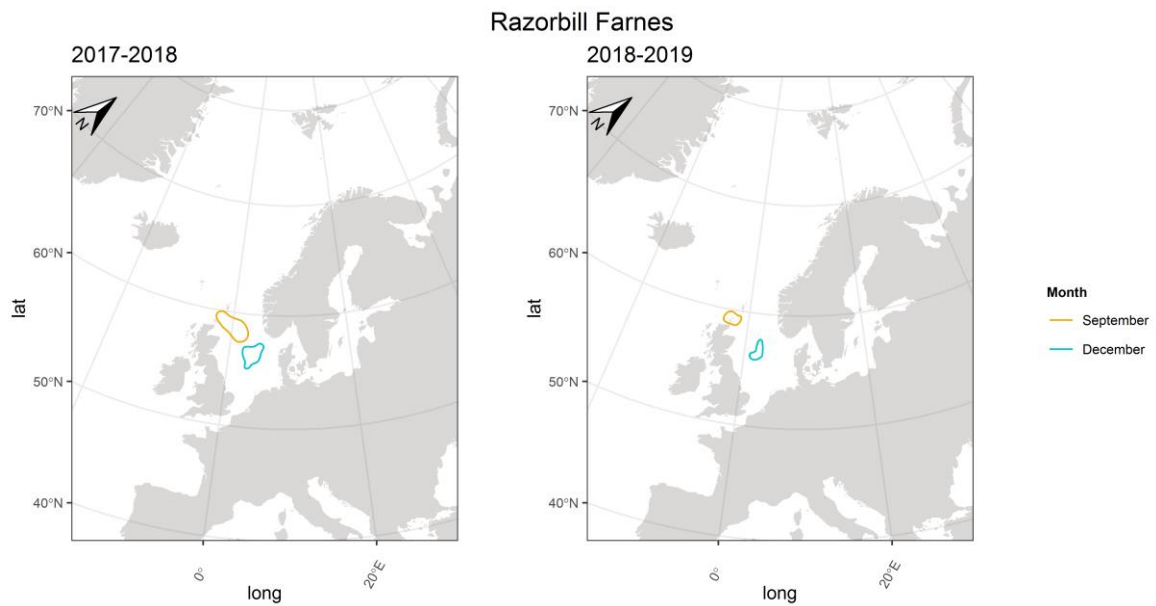 Razorbill Farnes
2017-2018
2018-2019
70°N
60°N
50°N
40°N
lat
N
0°
20°E
long
70°N
60°N
50°N
40°N
lat
N
0°
20°E
long
Month
September
December